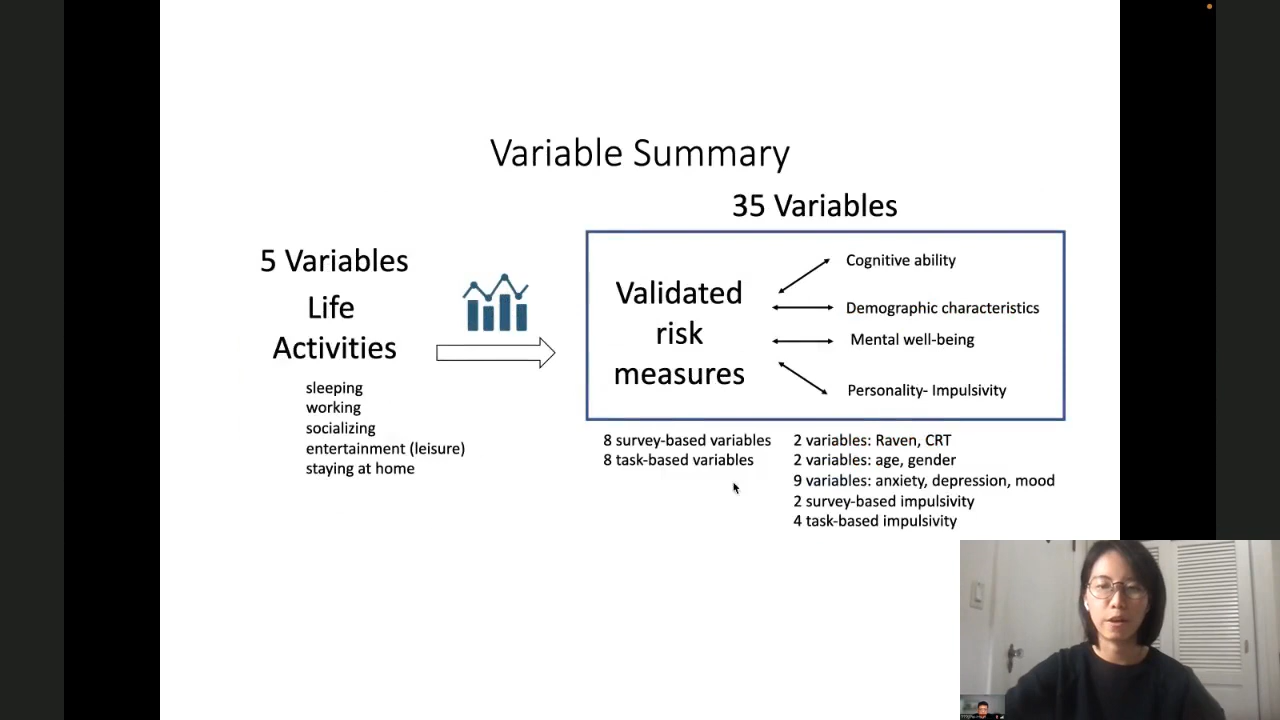 Variable Summary
35 Variables
5 Variables
Life
Activities
sleeping
working
socializing
entertainment (leisure)
staying at home
Validated
risk
measures
Cognitive ability
Demographic characteristics
Mental well-being
Personality- Impulsivity
8 survey-based variables
8 task-based variables
2 variables: Raven, CRT
2 variables: age, gender
9 variables: anxiety, depression, mood
2 survey-based impulsivity
4 task-based impulsivity